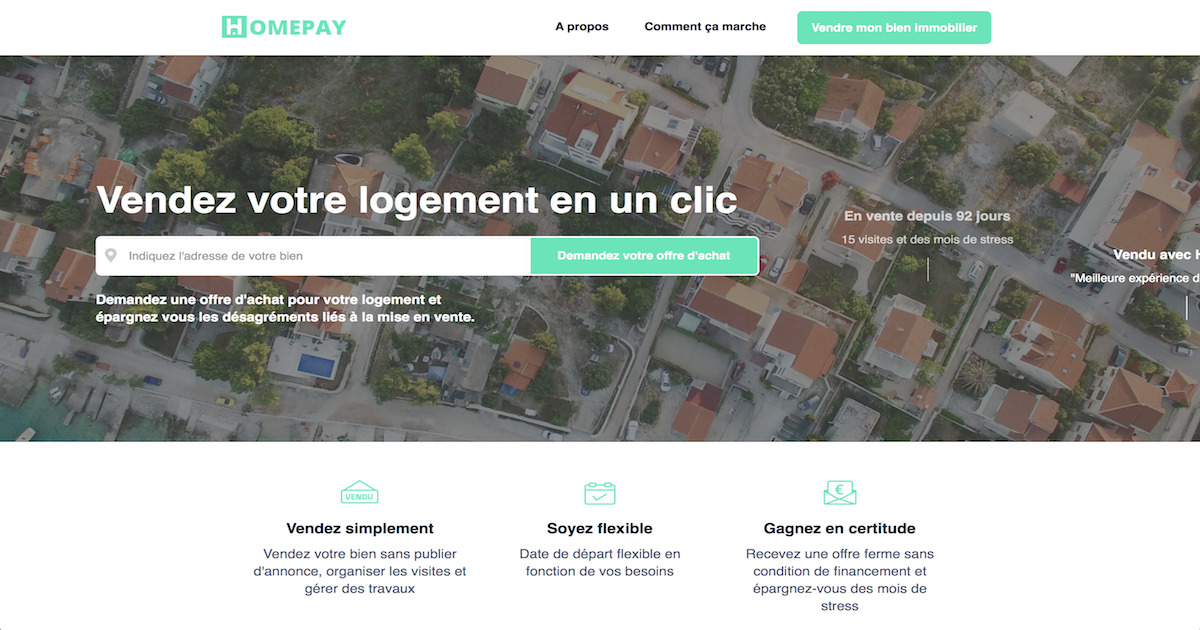 HOMEPAY
A propos
Comment ça marche
Vendre mon bien immobilier
Vendez votre logement en un clic
Indiquez l'adresse de votre bien
Demandez votre offre d'achat
Demandez une offre d'achat pour votre logement et
épargnez vous les désagréments liés à la mise en vente.
En vente depuis 92 jours
15 visites et des mois de stress
Vendu avec H
"Meilleure expérience d
VENDU
Vendez simplement
Vendez votre bien sans publier
d'annonce, organiser les visites et
gérer des travaux
Soyez flexible
Date de départ flexible en
fonction de vos besoins
€
Gagnez en certitude
Recevez une offre ferme sans
condition de financement et
épargnez-vous des mois de
stress